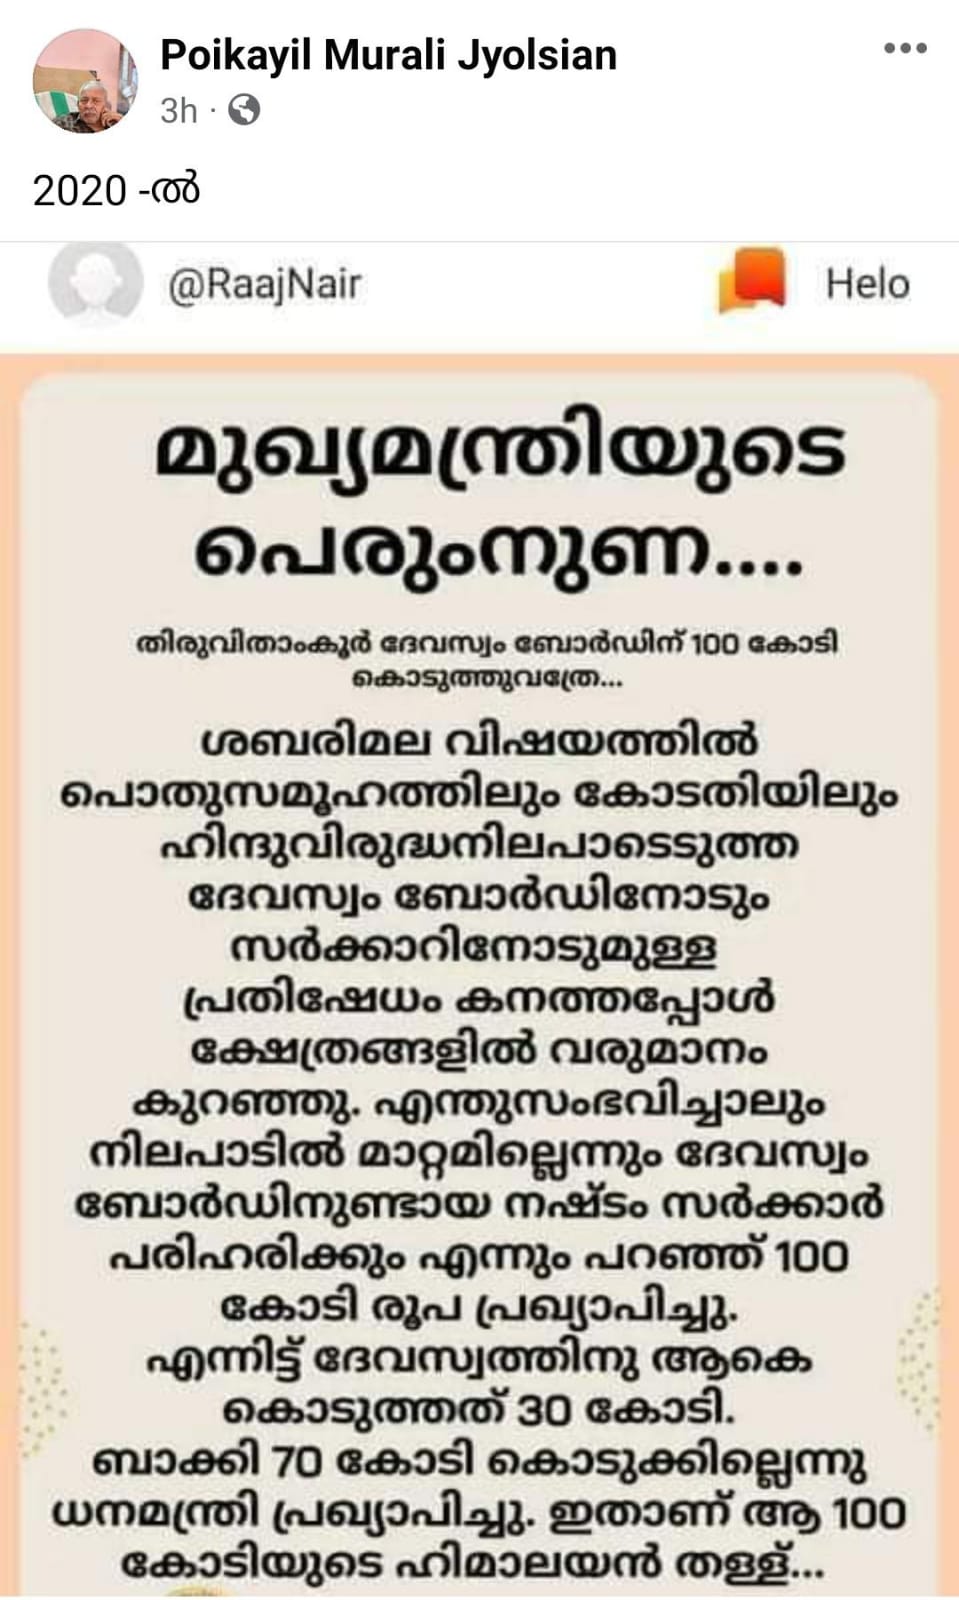 Poikayil Murali Jyolsian
3h ·
2020 -ൽ
@RaajNair
Helo
മുഖ്യമന്ത്രിയുടെ
പെരുംനുണ....
തിരുവിതാംകൂർ ദേവസ്വം ബോർഡിന് 100 കോടി
കൊടുത്തുവത്രേ...
ശബരിമല വിഷയത്തിൽ
പൊതുസമൂഹത്തിലും കോടതിയിലും
ഹിന്ദുവിരുദ്ധനിലപാടെടുത്ത
ദേവസ്വം ബോർഡിനോടും
സർക്കാറിനോടുമുള്ള
പ്രതിഷേധം കനത്തപ്പോൾ
ക്ഷേത്രങ്ങളിൽ വരുമാനം
കുറഞ്ഞു. എന്തുസംഭവിച്ചാലും
നിലപാടിൽ മാറ്റമില്ലെന്നും ദേവസ്വം
ബോർഡിനുണ്ടായ നഷ്ടം സർക്കാർ
പരിഹരിക്കും എന്നും പറഞ്ഞ് 100
കോടി രൂപ പ്രഖ്യാപിച്ചു.
എന്നിട്ട് ദേവസ്വത്തിനു ആകെ
കൊടുത്തത് 30 കോടി.
ബാക്കി 70 കോടി കൊടുക്കില്ലെന്നു
ധനമന്ത്രി പ്രഖ്യാപിച്ചു. ഇതാണ് ആ 100
കോടിയുടെ ഹിമാലയൻ തള്ള്...